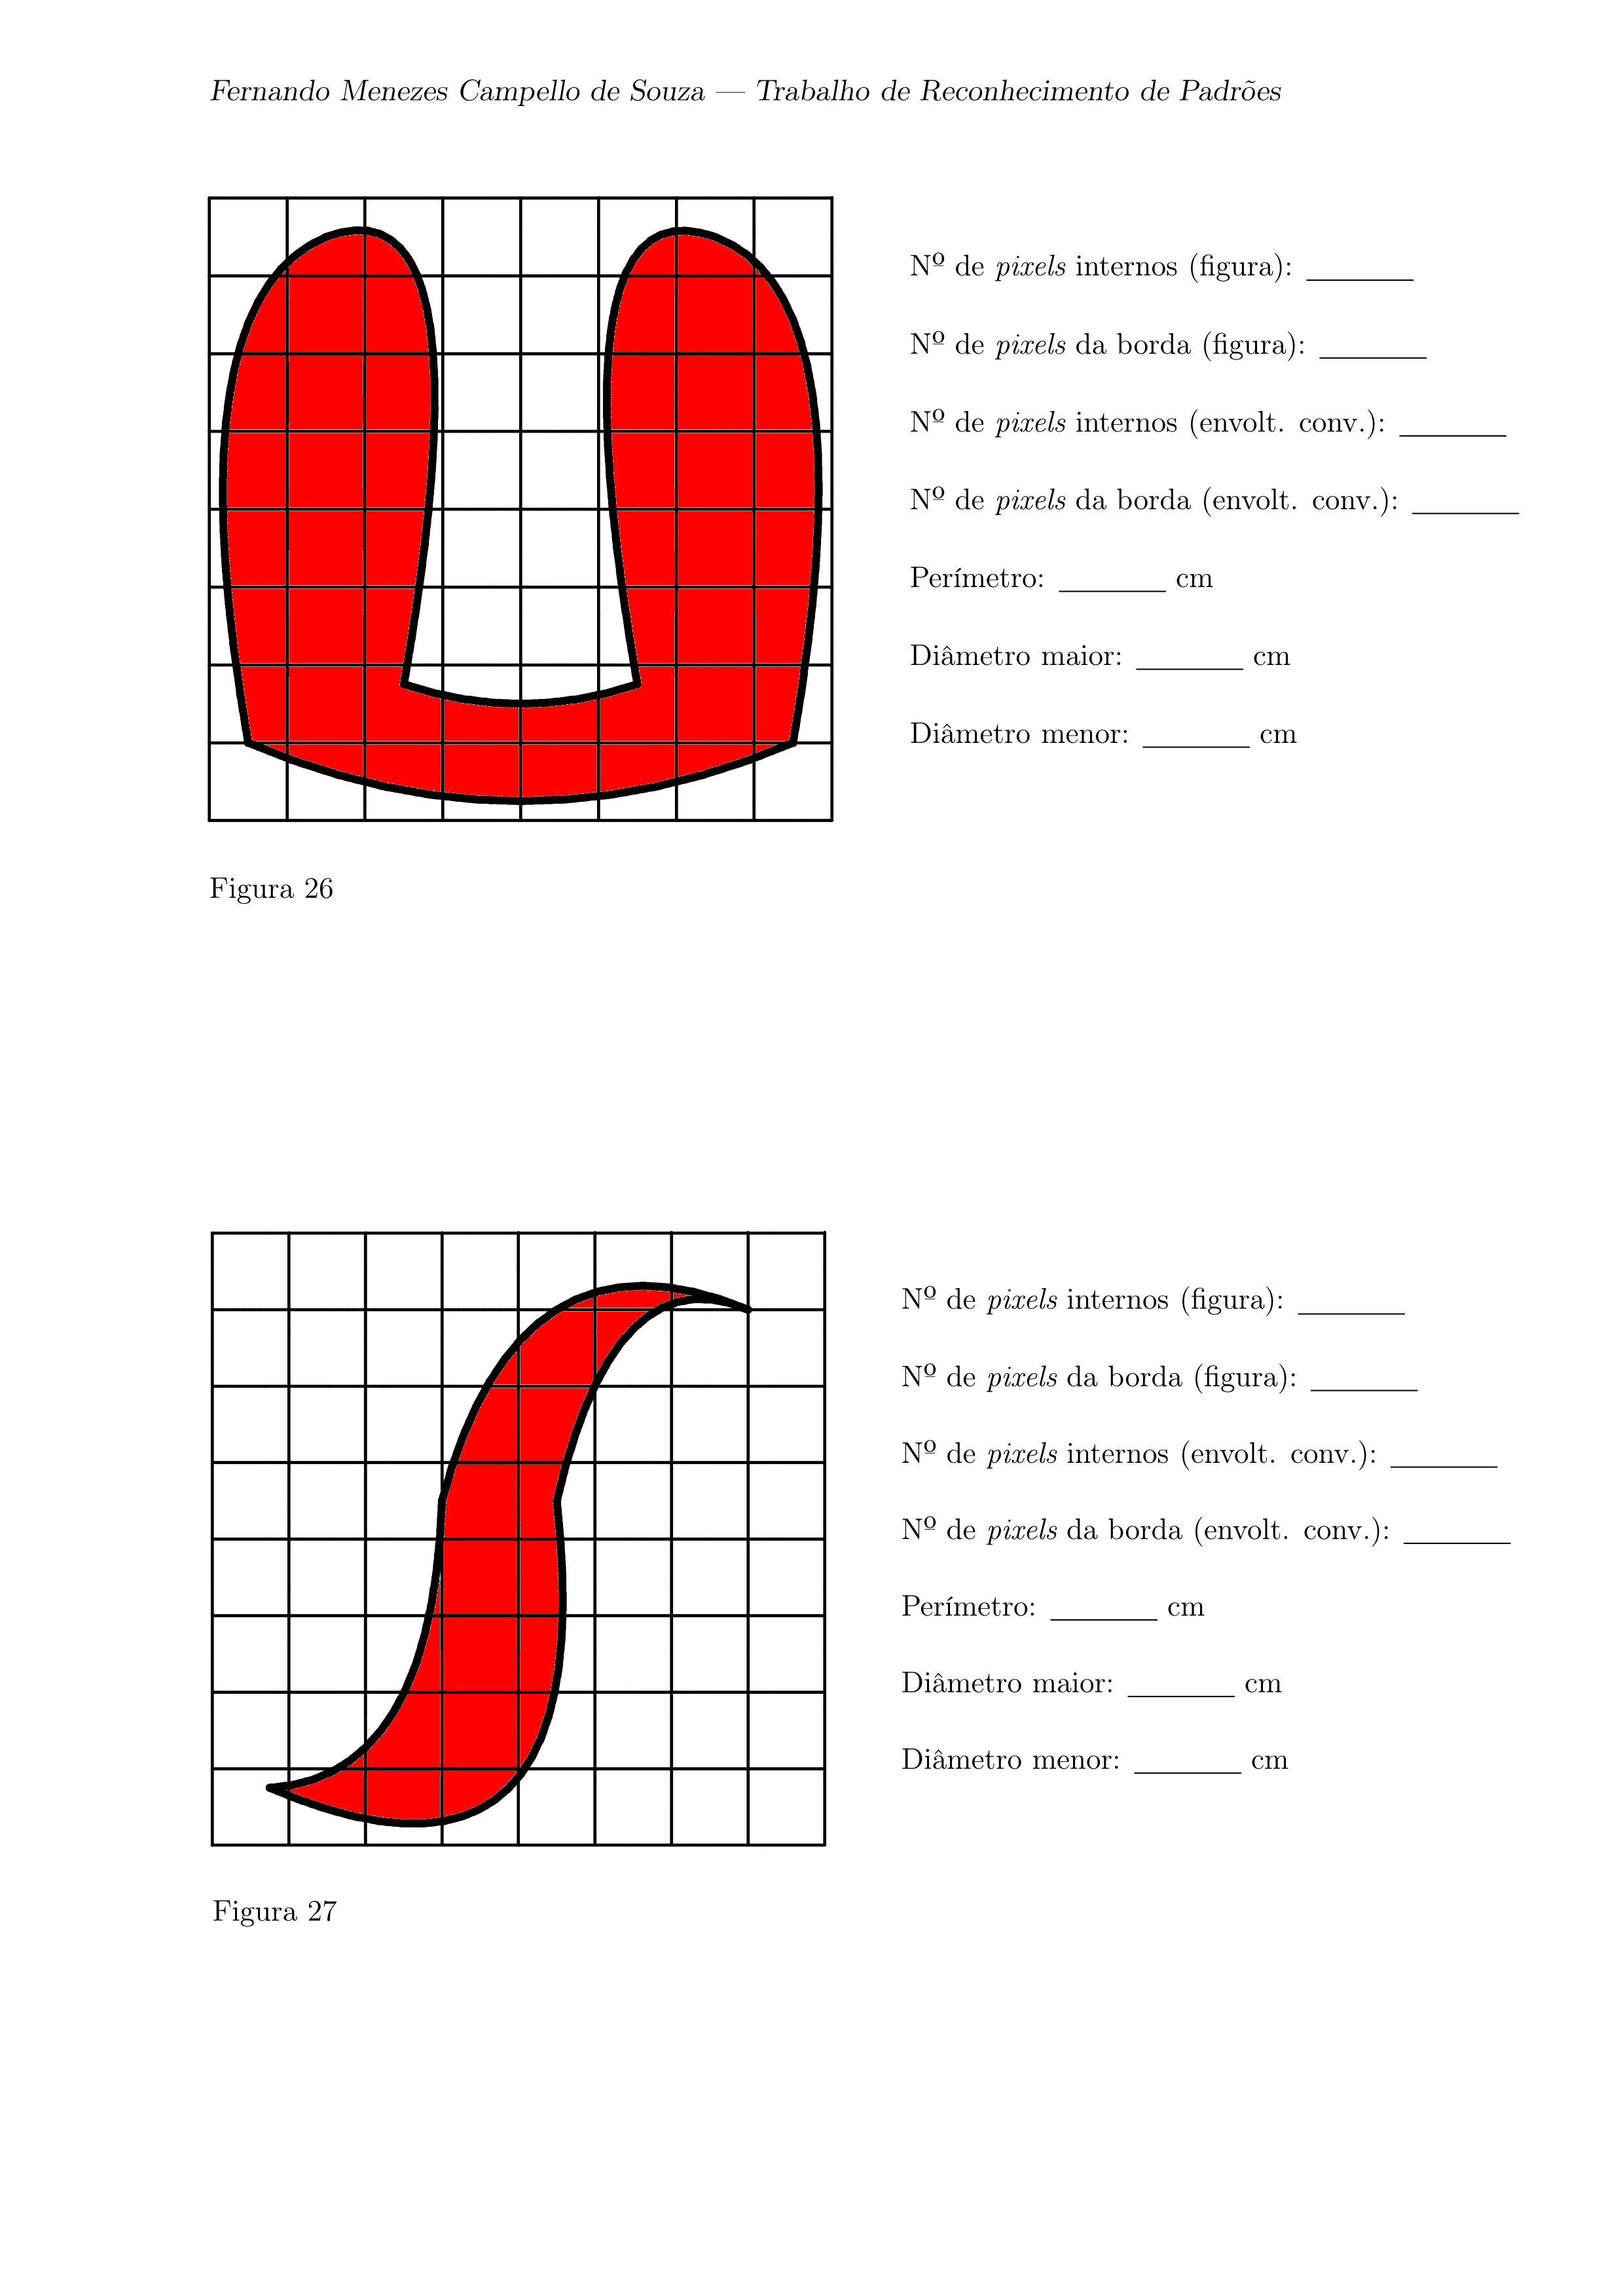 Fernando Menezes Campello de Souza — Trabalho de Reconhecimento de Padrões
Nº de pixels internos (figura): _______
Nº de pixels da borda (figura): _______
Nº de pixels internos (envolt. conv.): _______
Nº de pixels da borda (envolt. conv.): _______
Perímetro: _______ cm
Diâmetro maior: _______ cm
Diâmetro menor: _______ cm
Figura 26
Nº de pixels internos (figura): _______
Nº de pixels da borda (figura): _______
Nº de pixels internos (envolt. conv.): _______
Nº de pixels da borda (envolt. conv.): _______
Perímetro: _______ cm
Diâmetro maior: _______ cm
Diâmetro menor: _______ cm
Figura 27